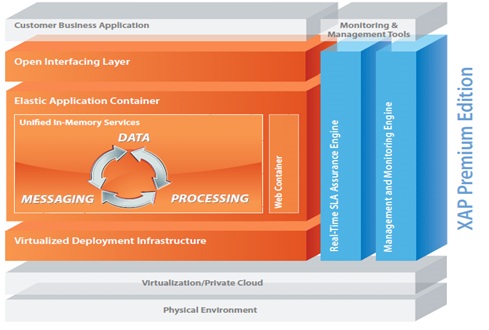 Customer Business Application
Monitoring &
Management Tools
Open Interfacing Layer
Elastic Application Container
Unified In-Memory Services
DATA
MESSAGING
PROCESSING
Web Container
Virtualized Deployment Infrastructure
Real-Time SLA Assurance Engine
Management and Monitoring Engine
XAP Premium Edition
Virtualization/Private Cloud
Physical Environment